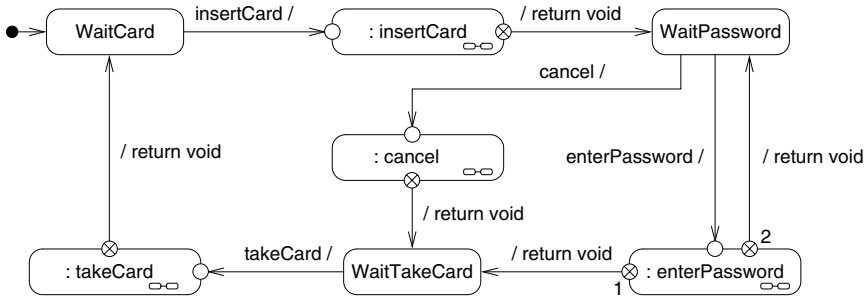 WaitCard
insertCard /
: insertCard
/ return void
WaitPassword
cancel /
: cancel
/ return void
enterPassword /
/ return void
/ return void
2
: takeCard
takeCard /
WaitTakeCard
/ return void
1
: enterPassword